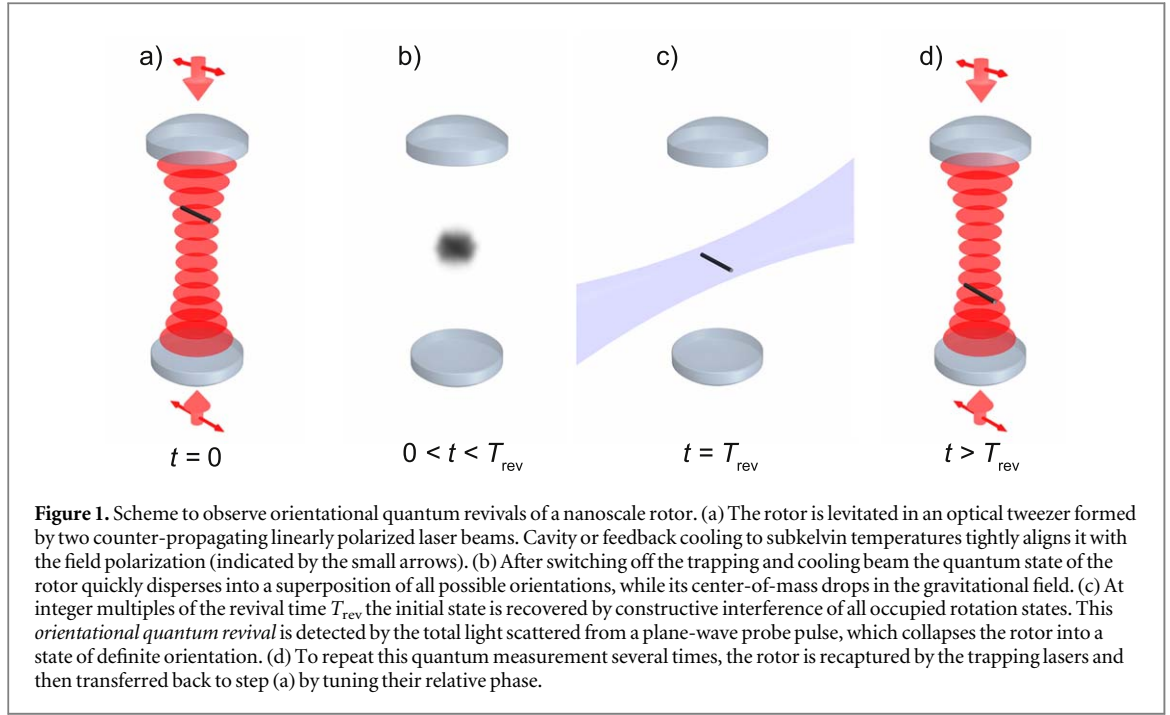 a)
b)
c)
d)
t = 0
0 < t < T_rev
t = T_rev
t > T_rev
Figure 1. Scheme to observe orientational quantum revivals of a nanoscale rotor. (a) The rotor is levitated in an optical tweezer formed
by two counter-propagating linearly polarized laser beams. Cavity or feedback cooling to subkelvin temperatures tightly aligns it with
the field polarization (indicated by the small arrows). (b) After switching off the trapping and cooling beam the quantum state of the
rotor quickly disperses into a superposition of all possible orientations, while its center-of-mass drops in the gravitational field. (c) At
integer multiples of the revival time T_rev the initial state is recovered by constructive interference of all occupied rotation states. This
orientational quantum revival is detected by the total light scattered from a plane-wave probe pulse, which collapses the rotor into a
state of definite orientation. (d) To repeat this quantum measurement several times, the rotor is recaptured by the trapping lasers and
then transferred back to step (a) by tuning their relative phase.